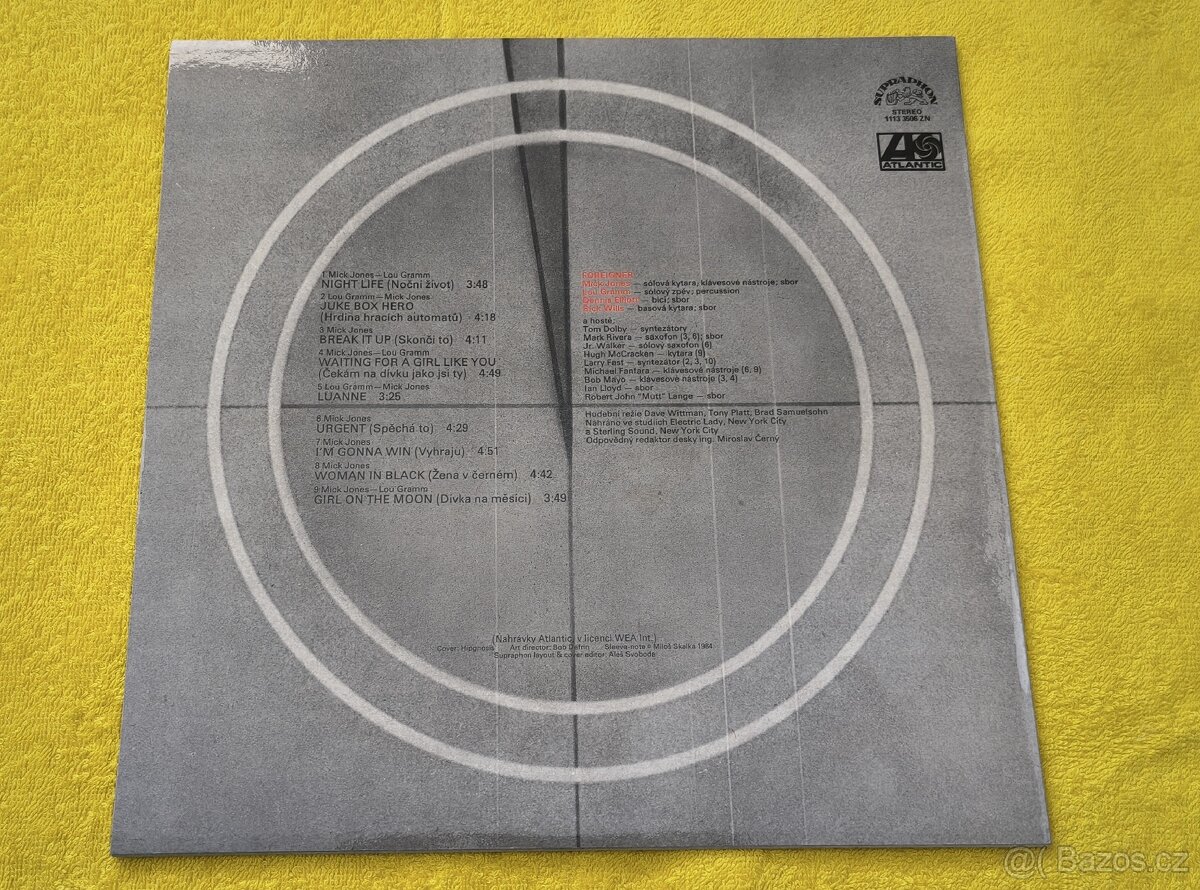 SUPRAPHON
STEREO
1113 3506 ZN
ATLANTIC
1 Mick Jones—Lou Gramm
NIGHT LIFE (Noční život) 3:48
2 Lou Gramm—Mick Jones
JUKE BOX HERO
(Hrdina hracích automatů) 4:18
3 Mick Jones
BREAK IT UP (Skonči to) 4:11
4 Mick Jones—Lou Gramm
WAITING FOR A GIRL LIKE YOU
(Čekám na dívku jako jsi ty) 4:49
5 Lou Gramm—Mick Jones
LUANNE 3:25
6 Mick Jones
URGENT (Spěchá to) 4:29
7 Mick Jones
I'M GONNA WIN (Vyhraju) 4:51
8 Mick Jones
WOMAN IN BLACK (Žena v černém) 4:42
9 Mick Jones—Lou Gramm
GIRL ON THE MOON (Dívka na měsíci) 3:49
FOREIGNER:
Mick Jones — sólová kytara, klávesové nástroje; sbor
Lou Gramm — sólový zpěv; percussion
Dennis Elliott — bicí; sbor
Rick Wills — basová kytara; sbor
a hosté:
Tom Dolby — syntezátory
Mark Rivera — saxofon (3, 6); sbor
Jr. Walker — sólový saxofon (6)
Hugh McCracken — kytara (9)
Larry Fast — syntezátor (2, 3, 10)
Michael Fanfara — klávesové nástroje (6, 9)
Bob Mayo — klávesové nástroje (3, 4)
Ian Lloyd — sbor
Robert John "Mutt" Lange — sbor
Hudební režie Dave Wittman, Tony Platt, Brad Samuelsohn
Nahráno ve studiích Electric Lady, New York City
a Sterling Sound, New York City
Odpovědný redaktor desky ing. Miroslav Černý
(Nahrávky Atlantic, v licenci WEA Int.)
Cover: Hipgnosis Art director: Bob Defrin Sleeve-note © Miloš Skalka 1984
Supraphon layout & cover editor: Aleš Svoboda
@( Bazos.cz